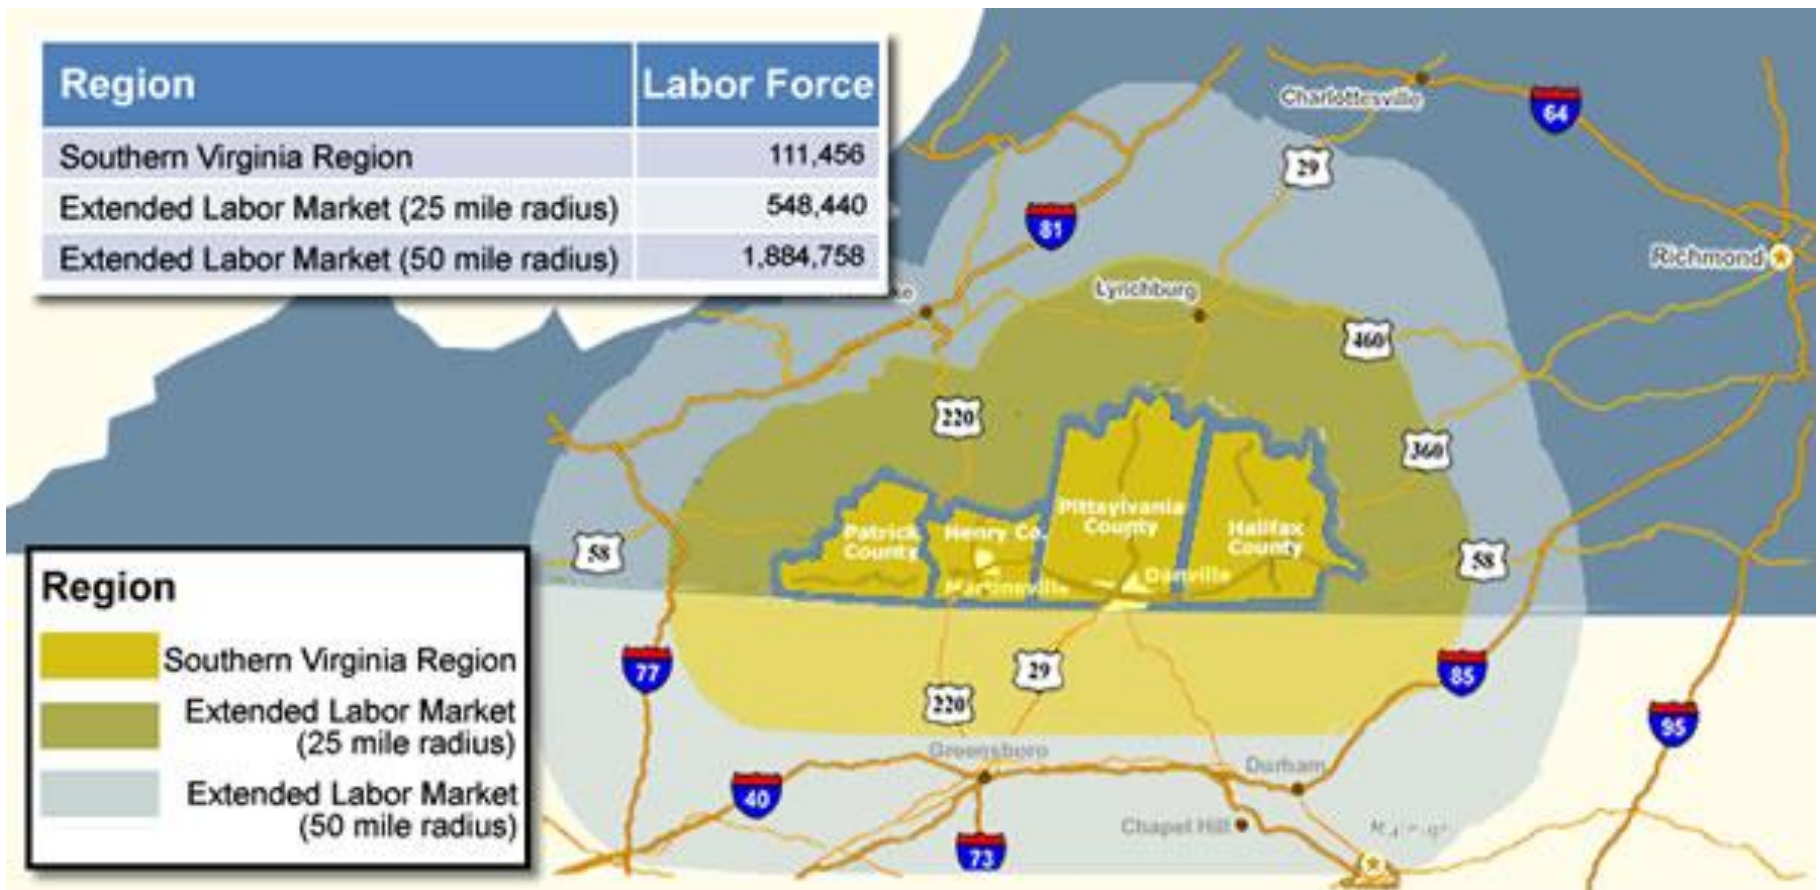 Region Labor Force
Southern Virginia Region 111,456
Extended Labor Market (25 mile radius) 548,440
Extended Labor Market (50 mile radius) 1,884,758
Charlottesville
64
29
81
Richmond
Lynchburg
460
220
360
Pittsylvania
County
Patrick
County
Henry Co.
Halifax
County
58
58
Martinsville
Danville
Region
Southern Virginia Region
Extended Labor Market
(25 mile radius)
Extended Labor Market
(50 mile radius)
77
29
85
220
95
Greensboro
Durham
40
Chapel Hill
73